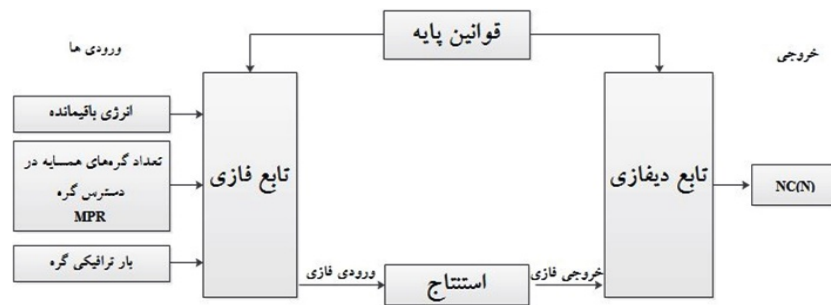 قوانین پایه
ورودی ها
خروجی
انرژی باقیمانده
تعداد گره‌های همسایه در
دسترس گره
MPR
بار ترافیکی گره
تابع فازی
تابع دیفازی
NC(N)
ورودی فازی
استنتاج
خروجی فازی